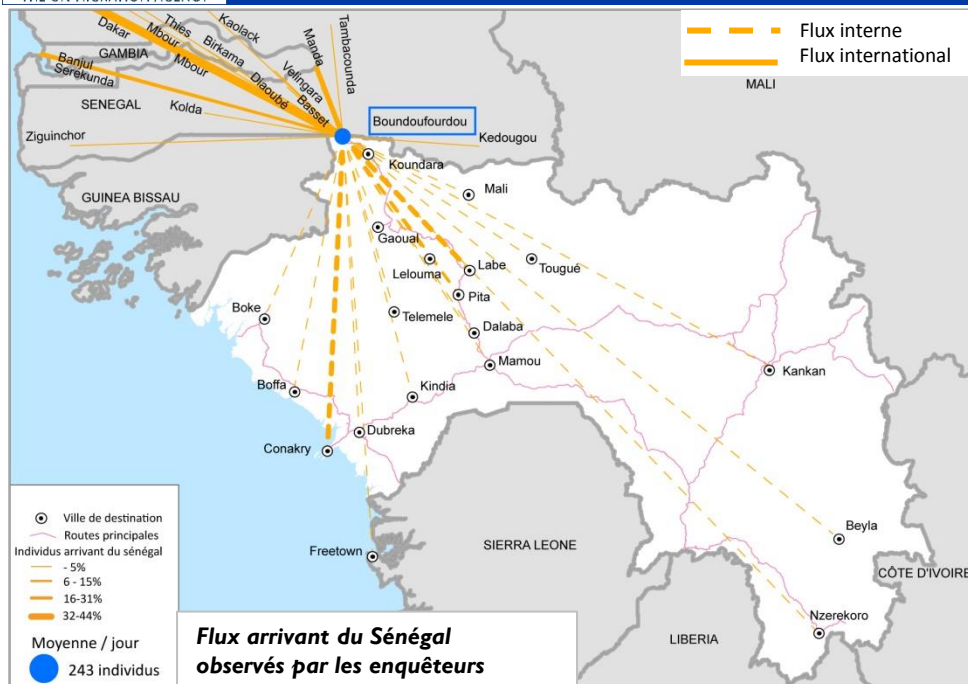 Flux interne
Flux international
MALI
Dakar
Thies
Mbour
Mbour
Birkama
Kaolack
Diaoubé
Velingara
Basset
Manda
Tambacounda
GAMBIA
Banjul
Serekunda
SENEGAL
Kolda
Ziguinchor
Boundoufourdou
Kedougou
Koundara
Mali
GUINEA BISSAU
Gaoual
Lelouma
Labe
Tougué
Pita
Boke
Telemele
Dalaba
Mamou
Kankan
Boffa
Kindia
Dubreka
Conakry
Beyla
Freetown
SIERRA LEONE
CÔTE D'IVOIRE
LIBERIA
Nzerekoro
Ville de destination
Routes principales
Individus arrivant du sénégal
- 5%
6 - 15%
16-31%
32-44%
Moyenne / jour
243 individus
Flux arrivant du Sénégal
observés par les enquêteurs